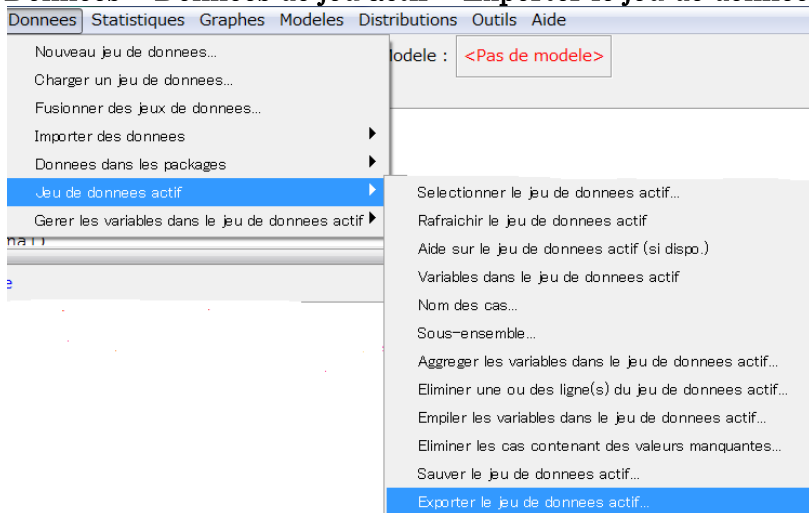 Donnees Statistiques Graphes Modeles Distributions Outils Aide
Nouveau jeu de donnees...
odele : <Pas de modele>
Charger un jeu de donnees...
Fusionner des jeux de donnees...
Importer des donnees
Donnees dans les packages
Jeu de donnees actif
Gerer les variables dans le jeu de donnees actif
Selectionner le jeu de donnees actif...
Rafraichir le jeu de donnees actif
Aide sur le jeu de donnees actif (si dispo.)
Variables dans le jeu de donnees actif
Nom des cas...
Sous-ensemble...
Aggreger les variables dans le jeu de donnees actif...
Eliminer une ou des ligne(s) du jeu de donnees actif...
Empiler les variables dans le jeu de donnees actif...
Eliminer les cas contenant des valeurs manquantes...
Sauver le jeu de donnees actif...
Exporter le jeu de donnees actif...